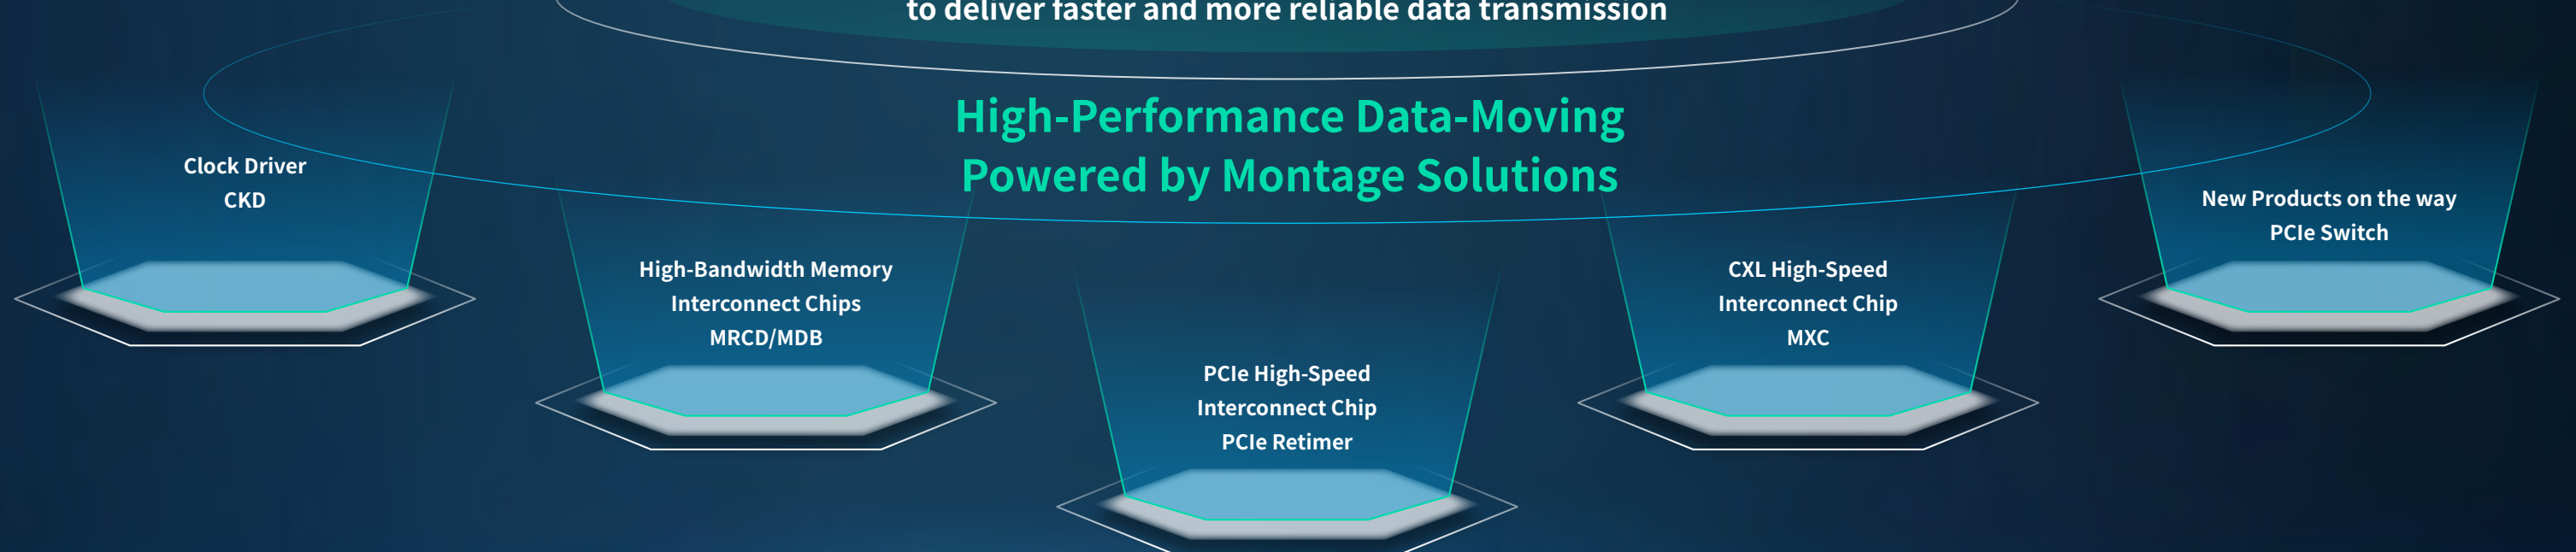 to deliver faster and more reliable data transmission
High-Performance Data-Moving
Powered by Montage Solutions
Clock Driver
CKD
High-Bandwidth Memory
Interconnect Chips
MRCD/MDB
PCIe High-Speed
Interconnect Chip
PCIe Retimer
CXL High-Speed
Interconnect Chip
MXC
New Products on the way
PCIe Switch